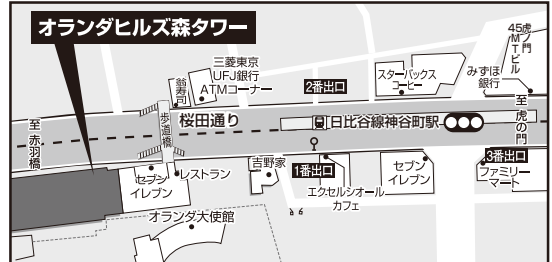 オランダヒルズ森タワー
三菱東京
UFJ銀行
ATMコーナー
翁寿司
2番出口
スターバックス
コーヒー
45MTビル
虎ノ門
みずほ
銀行
至 赤羽橋
歩道橋
桜田通り
日比谷線神谷町駅
至 虎の門
セブン
イレブン
レストラン
吉野家
1番出口
エクセルシオール
カフェ
セブン
イレブン
3番出口
ファミリー
マート
オランダ大使館